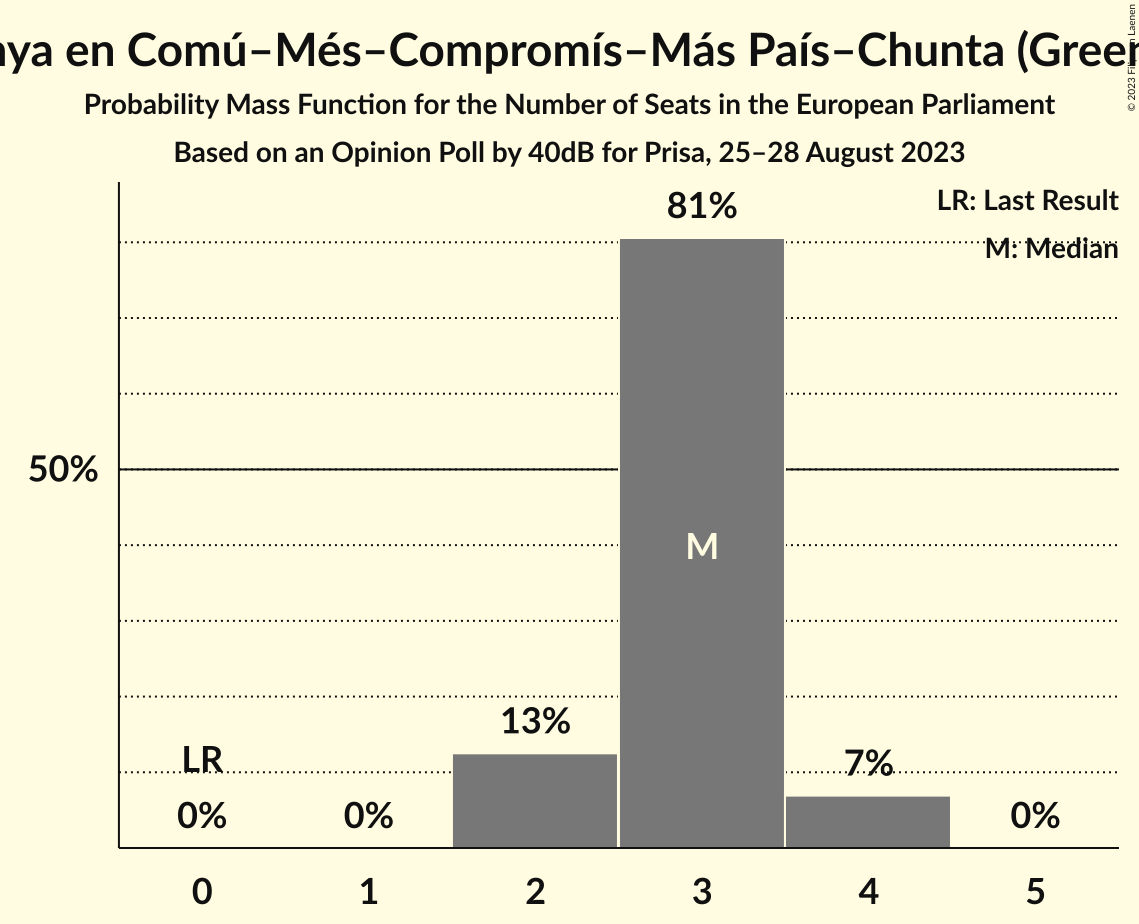 en Comú–Més–Compromís–Más País–Chunta
© 2023 Laenen
Probability Mass Function for the Number of Seats in the European Parliament
Based on an Opinion Poll by 40dB for Prisa, 25–28 August 2023
LR: Last Result
M: Median
81%
50%
M
13%
LR
7%
0%
0%
0%
0
1
2
3
4
5